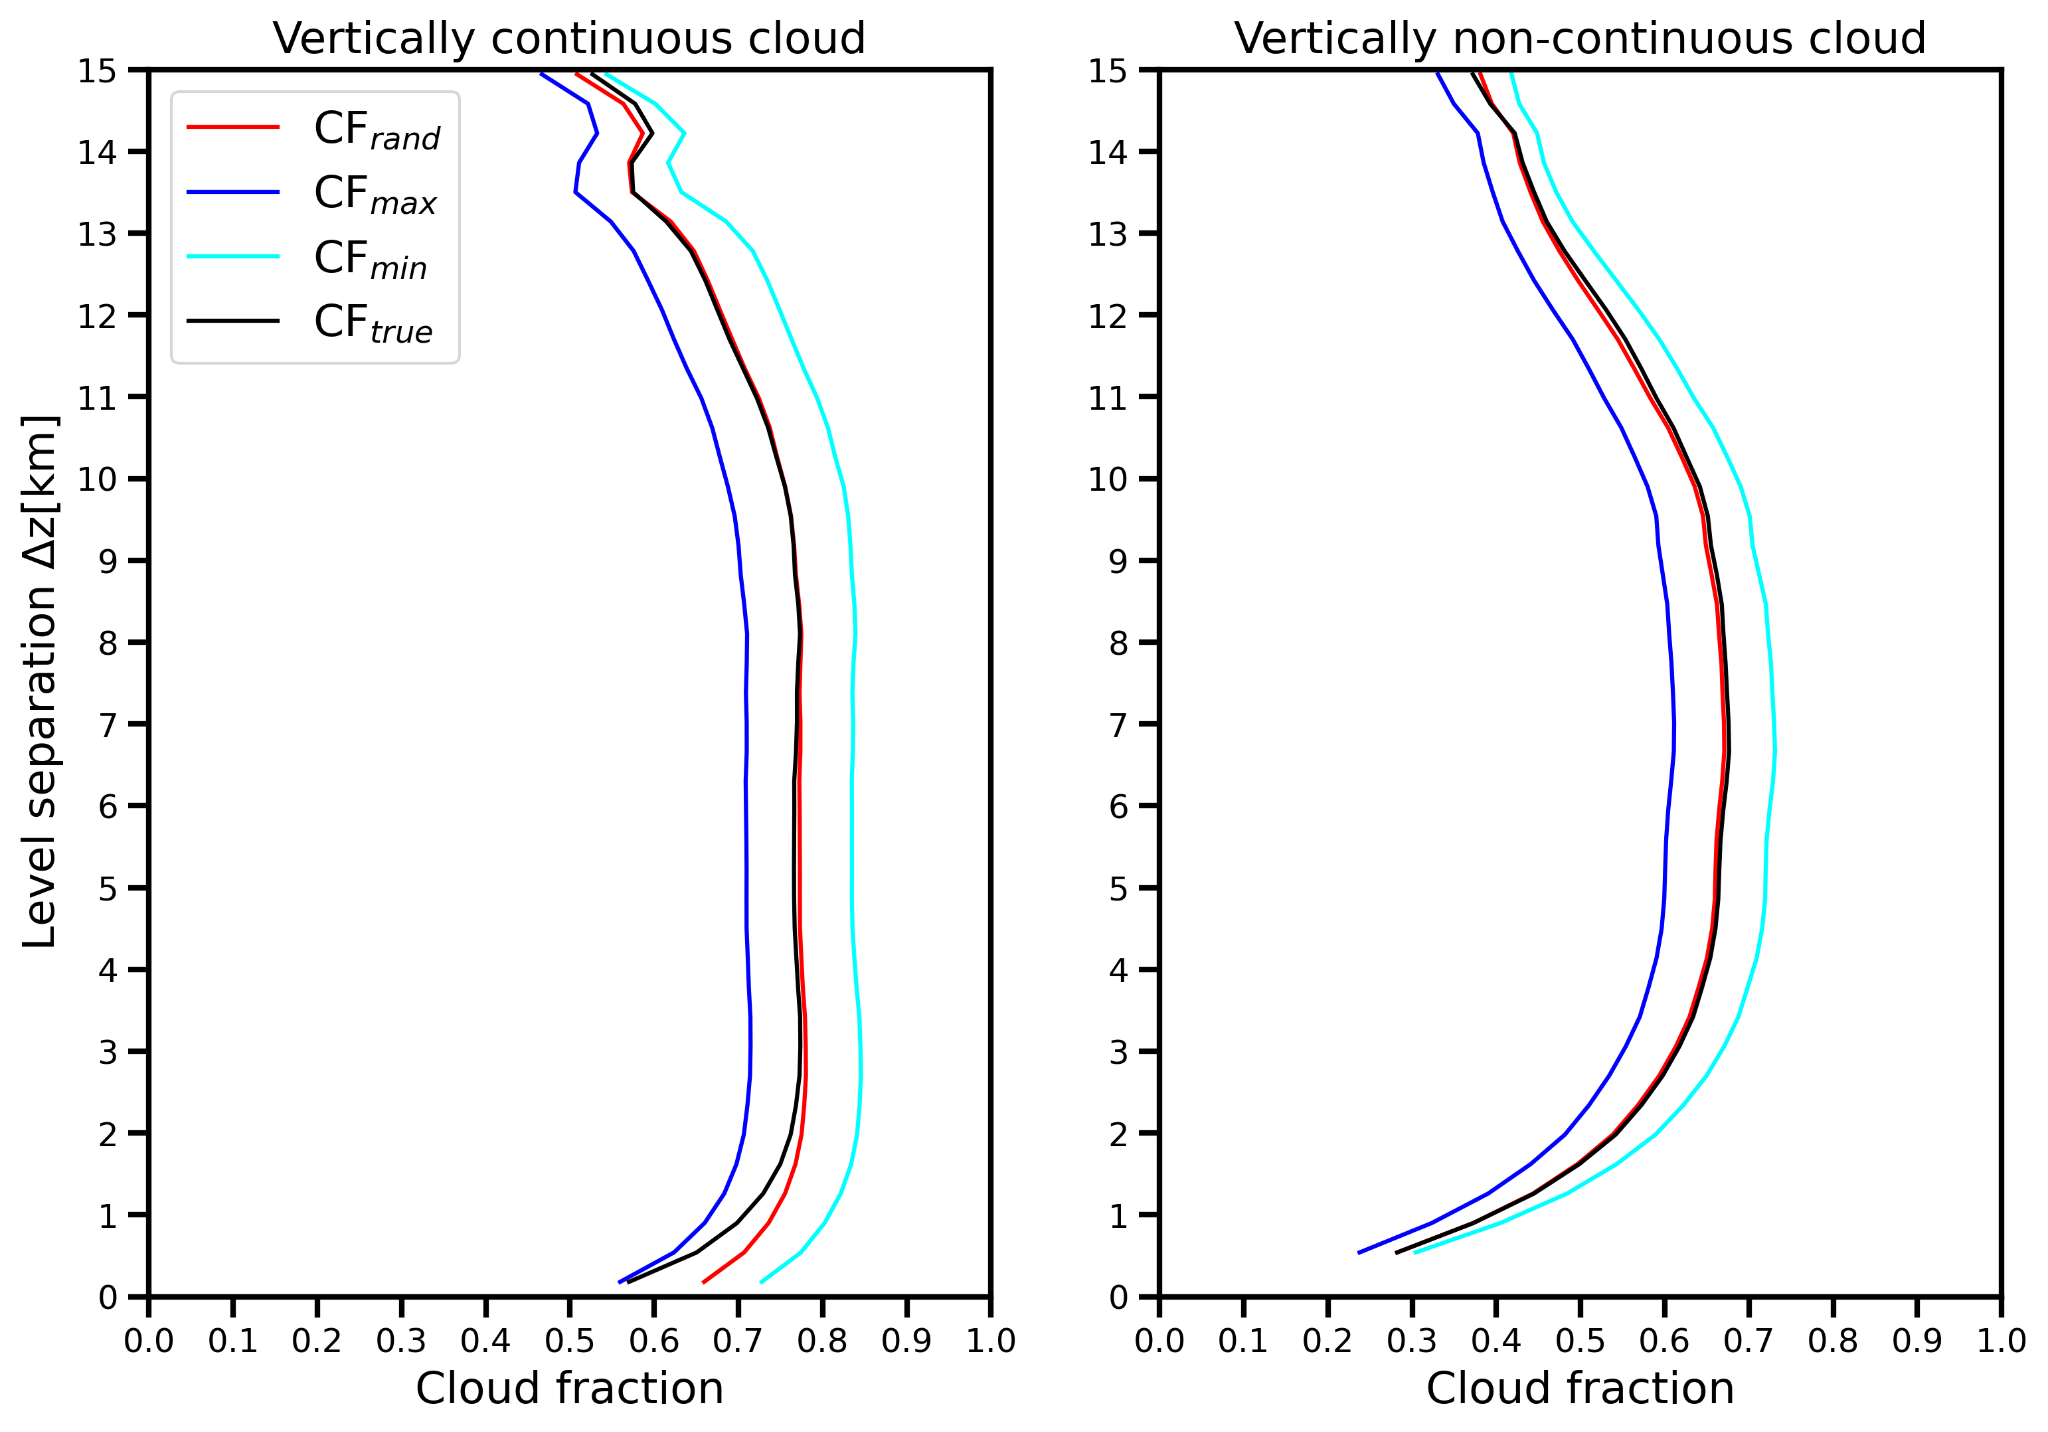 Vertically continuous cloud
CF_rand
CF_max
CF_min
CF_true
Level separation Δz[km]
15
14
13
12
11
10
9
8
7
6
5
4
3
2
1
0
0.0 0.1 0.2 0.3 0.4 0.5 0.6 0.7 0.8 0.9 1.0
Cloud fraction
Vertically non-continuous cloud
15
14
13
12
11
10
9
8
7
6
5
4
3
2
1
0
0.0 0.1 0.2 0.3 0.4 0.5 0.6 0.7 0.8 0.9 1.0
Cloud fraction